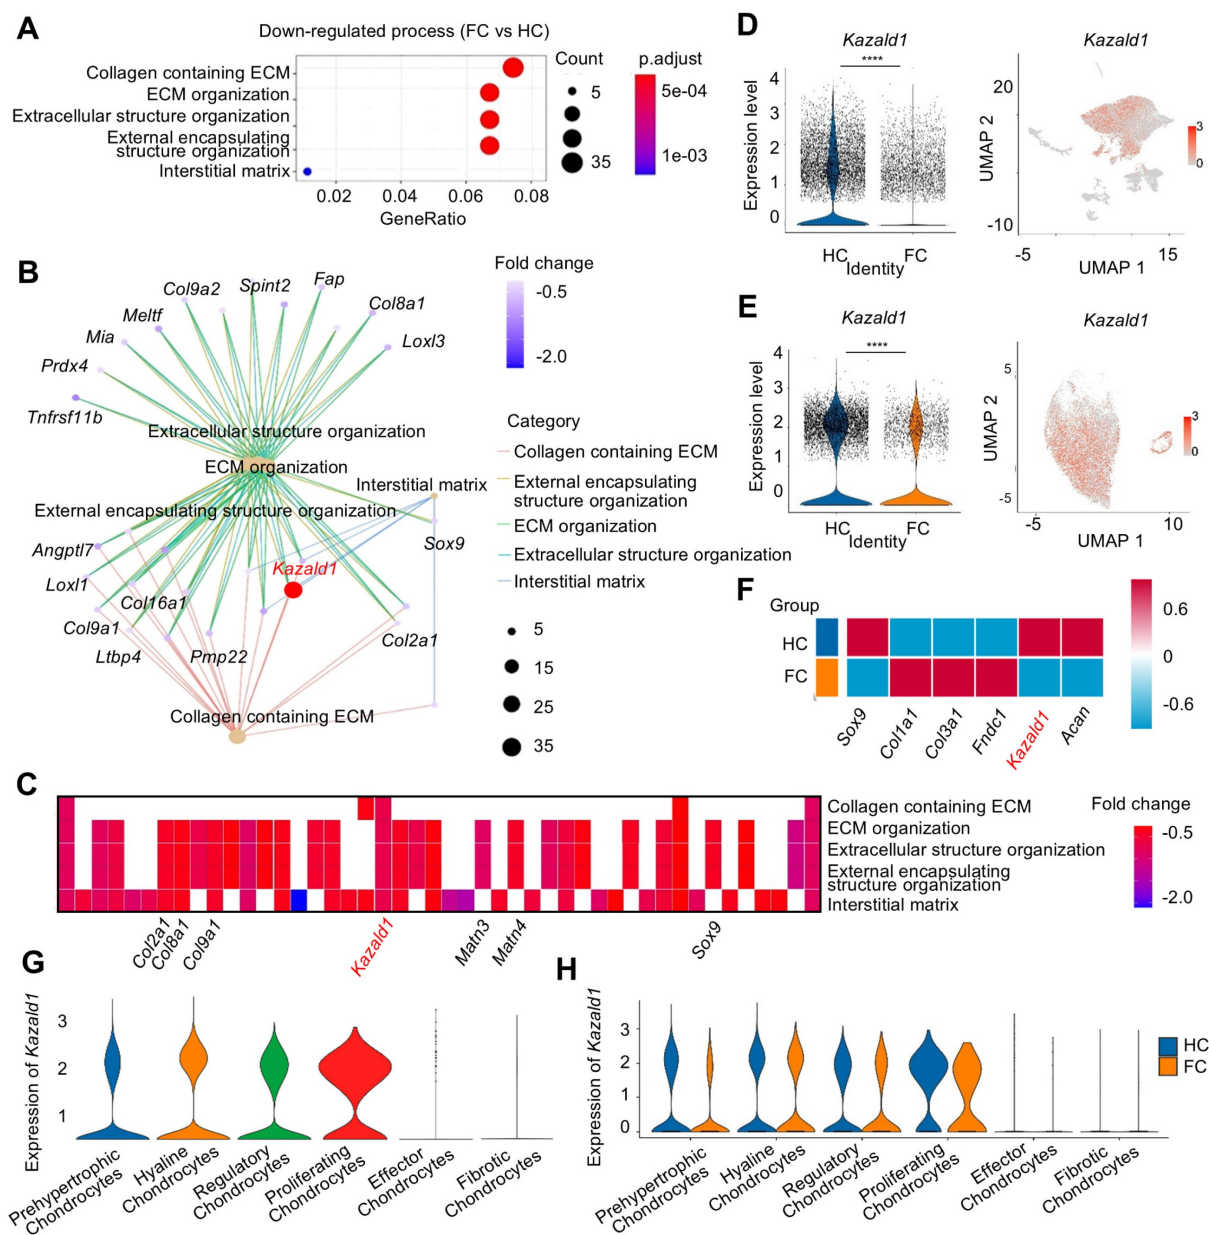 A
Down-regulated process (FC vs HC)
Collagen containing ECM
ECM organization
Extracellular structure organization
External encapsulating
structure organization
Interstitial matrix
0.02 0.04 0.06 0.08
GeneRatio
Count
5
35
p.adjust
5e-04
1e-03
B
Col9a2
Spint2
Fap
Meltf
Col8a1
Mia
Loxl3
Prdx4
Tnfrsf11b
Extracellular structure organization
ECM organization
Interstitial matrix
External encapsulating structure organization
Angptl7
Sox9
Kazald1
Loxl1
Col16a1
Col9a1
Col2a1
Ltbp4
Pmp22
Collagen containing ECM
Fold change
-0.5
-2.0
Category
Collagen containing ECM
External encapsulating
structure organization
ECM organization
Extracellular structure organization
Interstitial matrix
5
15
25
35
C
Collagen containing ECM
ECM organization
Extracellular structure organization
External encapsulating
structure organization
Interstitial matrix
Col2a1
Col8a1
Col9a1
Kazald1
Matn3
Matn4
Sox9
Fold change
-0.5
-2.0
D
Kazald1
****
Expression level
4
3
2
1
0
HC FC
Identity
Kazald1
UMAP 2
20
-10
-5 15
UMAP 1
3
0
E
Kazald1
****
Expression level
4
3
2
1
0
HC FC
Identity
Kazald1
UMAP 2
5
-5
-5 10
UMAP 1
3
0
F
Group
HC
FC
Sox9
Col1a1
Col3a1
Fndc1
Kazald1
Acan
0.6
0
-0.6
G
Expression of Kazald1
3
2
1
Prehypertrophic
Chondrocytes
Hyaline
Chondrocytes
Regulatory
Chondrocytes
Proliferating
Chondrocytes
Effector
Chondrocytes
Fibrotic
Chondrocytes
H
Expression of Kazald1
3
2
1
0
Prehypertrophic
Chondrocytes
Hyaline
Chondrocytes
Regulatory
Chondrocytes
Proliferating
Chondrocytes
Effector
Chondrocytes
Fibrotic
Chondrocytes
HC
FC